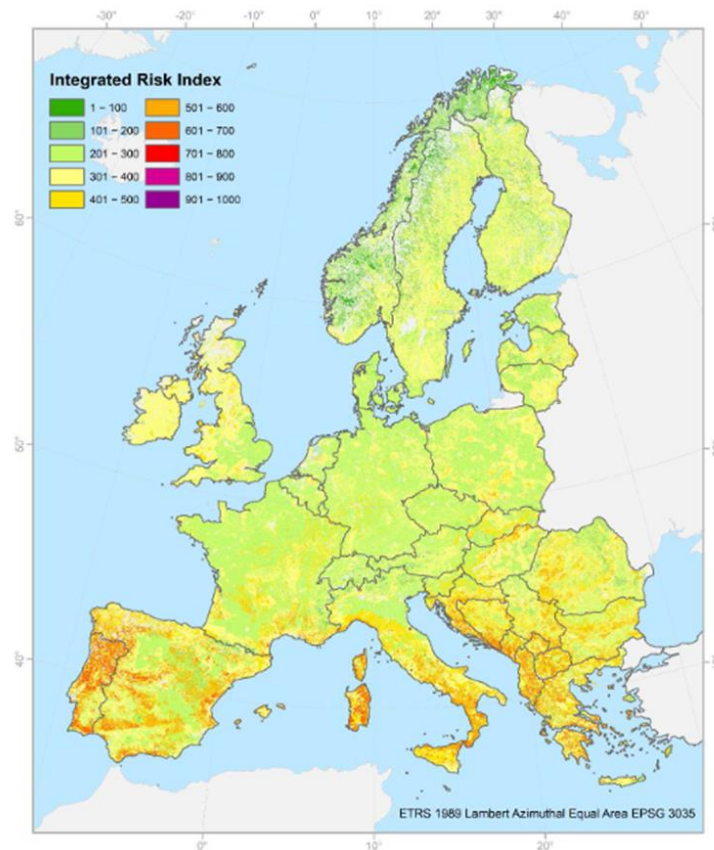 -30° -20° -10° 0° 10° 20° 30° 40° 50°
Integrated Risk Index
1 – 100 501 – 600
101 – 200 601 – 700
201 – 300 701 – 800
301 – 400 801 – 900
401 – 500 901 – 1000
60°
50°
40°
ETRS 1989 Lambert Azimuthal Equal Area EPSG 3035
0° 10° 20°